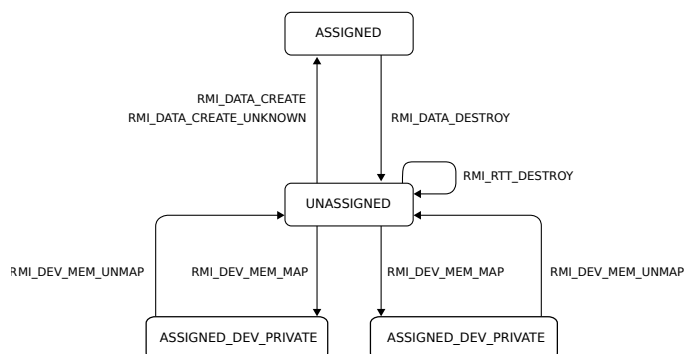 ASSIGNED
RMI_DATA_CREATE
RMI_DATA_CREATE_UNKNOWN
RMI_DATA_DESTROY
RMI_RTT_DESTROY
UNASSIGNED
RMI_DEV_MEM_UNMAP
RMI_DEV_MEM_MAP
RMI_DEV_MEM_MAP
RMI_DEV_MEM_UNMAP
ASSIGNED_DEV_PRIVATE
ASSIGNED_DEV_PRIVATE